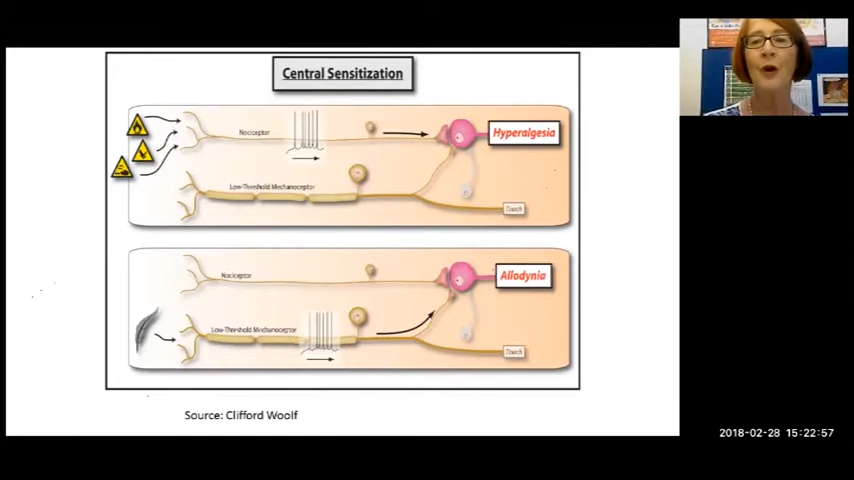 Central Sensitization
Nociceptor
Hyperalgesia
Low-Threshold Mechanoceptor
Touch
Nociceptor
Allodynia
Low-Threshold Mechanoceptor
Touch
Source: Clifford Woolf
2018-02-28 15:22:57